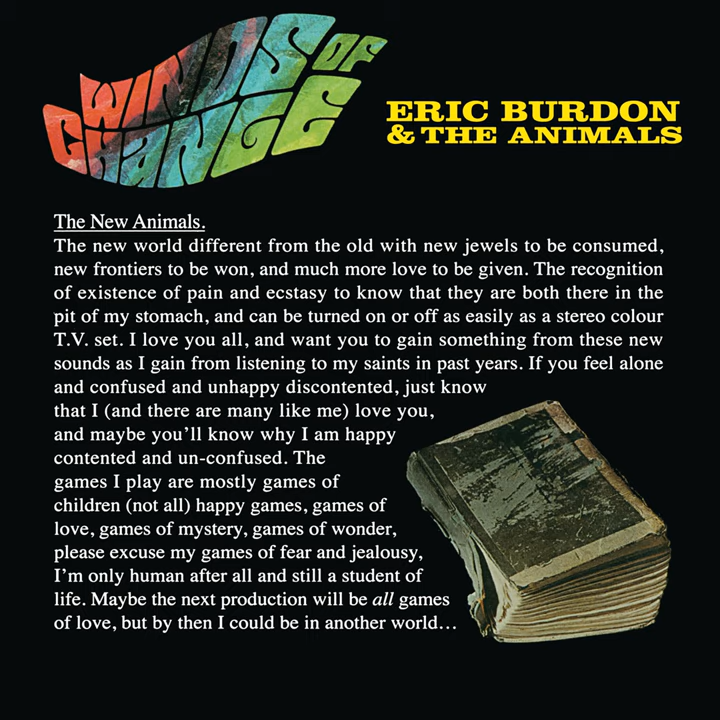 WINDS OF
CHANGE
ERIC BURDON
& THE ANIMALS
The New Animals.
The new world different from the old with new jewels to be consumed,
new frontiers to be won, and much more love to be given. The recognition
of existence of pain and ecstasy to know that they are both there in the
pit of my stomach, and can be turned on or off as easily as a stereo colour
T.V. set. I love you all, and want you to gain something from these new
sounds as I gain from listening to my saints in past years. If you feel alone
and confused and unhappy discontented, just know
that I (and there are many like me) love you,
and maybe you’ll know why I am happy
contented and un-confused. The
games I play are mostly games of
children (not all) happy games, games of
love, games of mystery, games of wonder,
please excuse my games of fear and jealousy,
I’m only human after all and still a student of
life. Maybe the next production will be all games
of love, but by then I could be in another world…